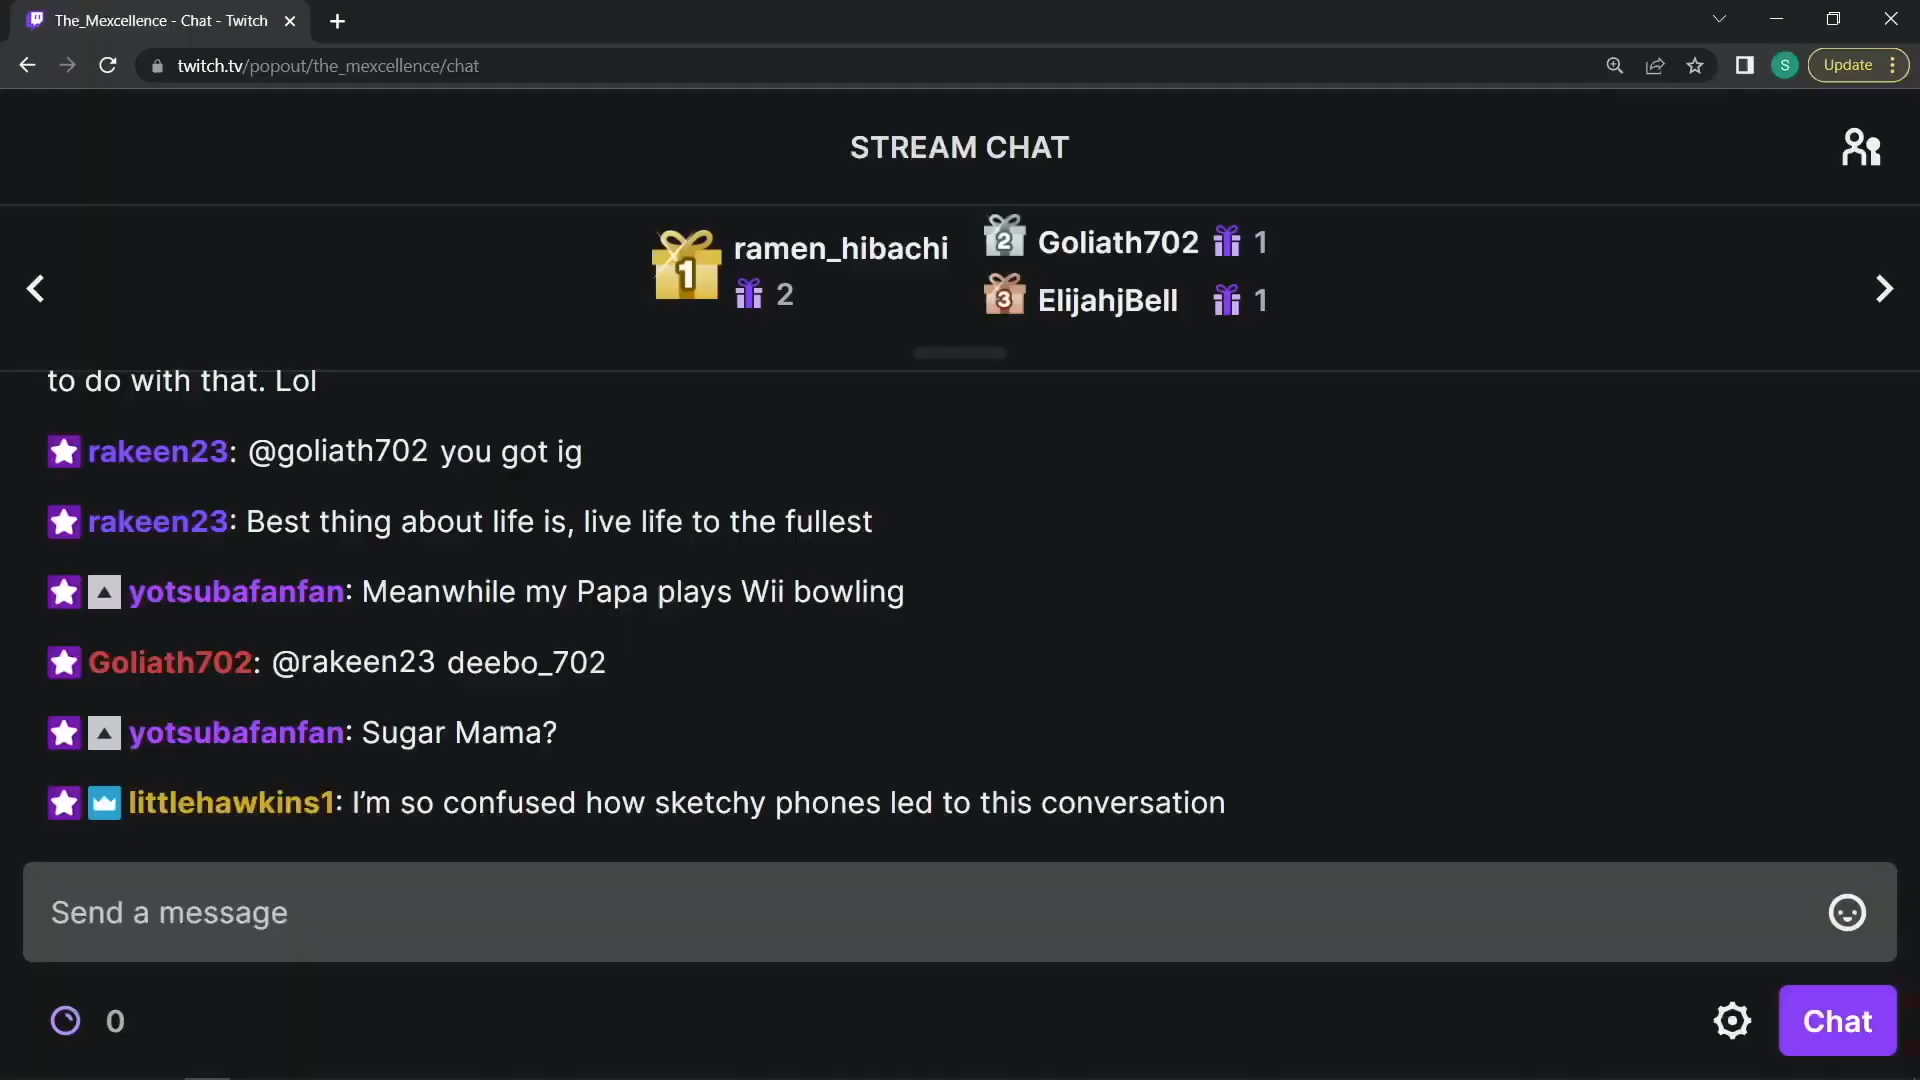 The_Mexcellence - Chat - Twitch
twitch.tv/popout/the_mexcellence/chat
S
Update
STREAM CHAT
1 ramen_hibachi
2
2 Goliath702 1
3 ElijahjBell 1
to do with that. Lol
rakeen23: @goliath702 you got ig
rakeen23: Best thing about life is, live life to the fullest
yotsubafanfan: Meanwhile my Papa plays Wii bowling
Goliath702: @rakeen23 deebo_702
yotsubafanfan: Sugar Mama?
littlehawkins1: I'm so confused how sketchy phones led to this conversation
Send a message
0
Chat